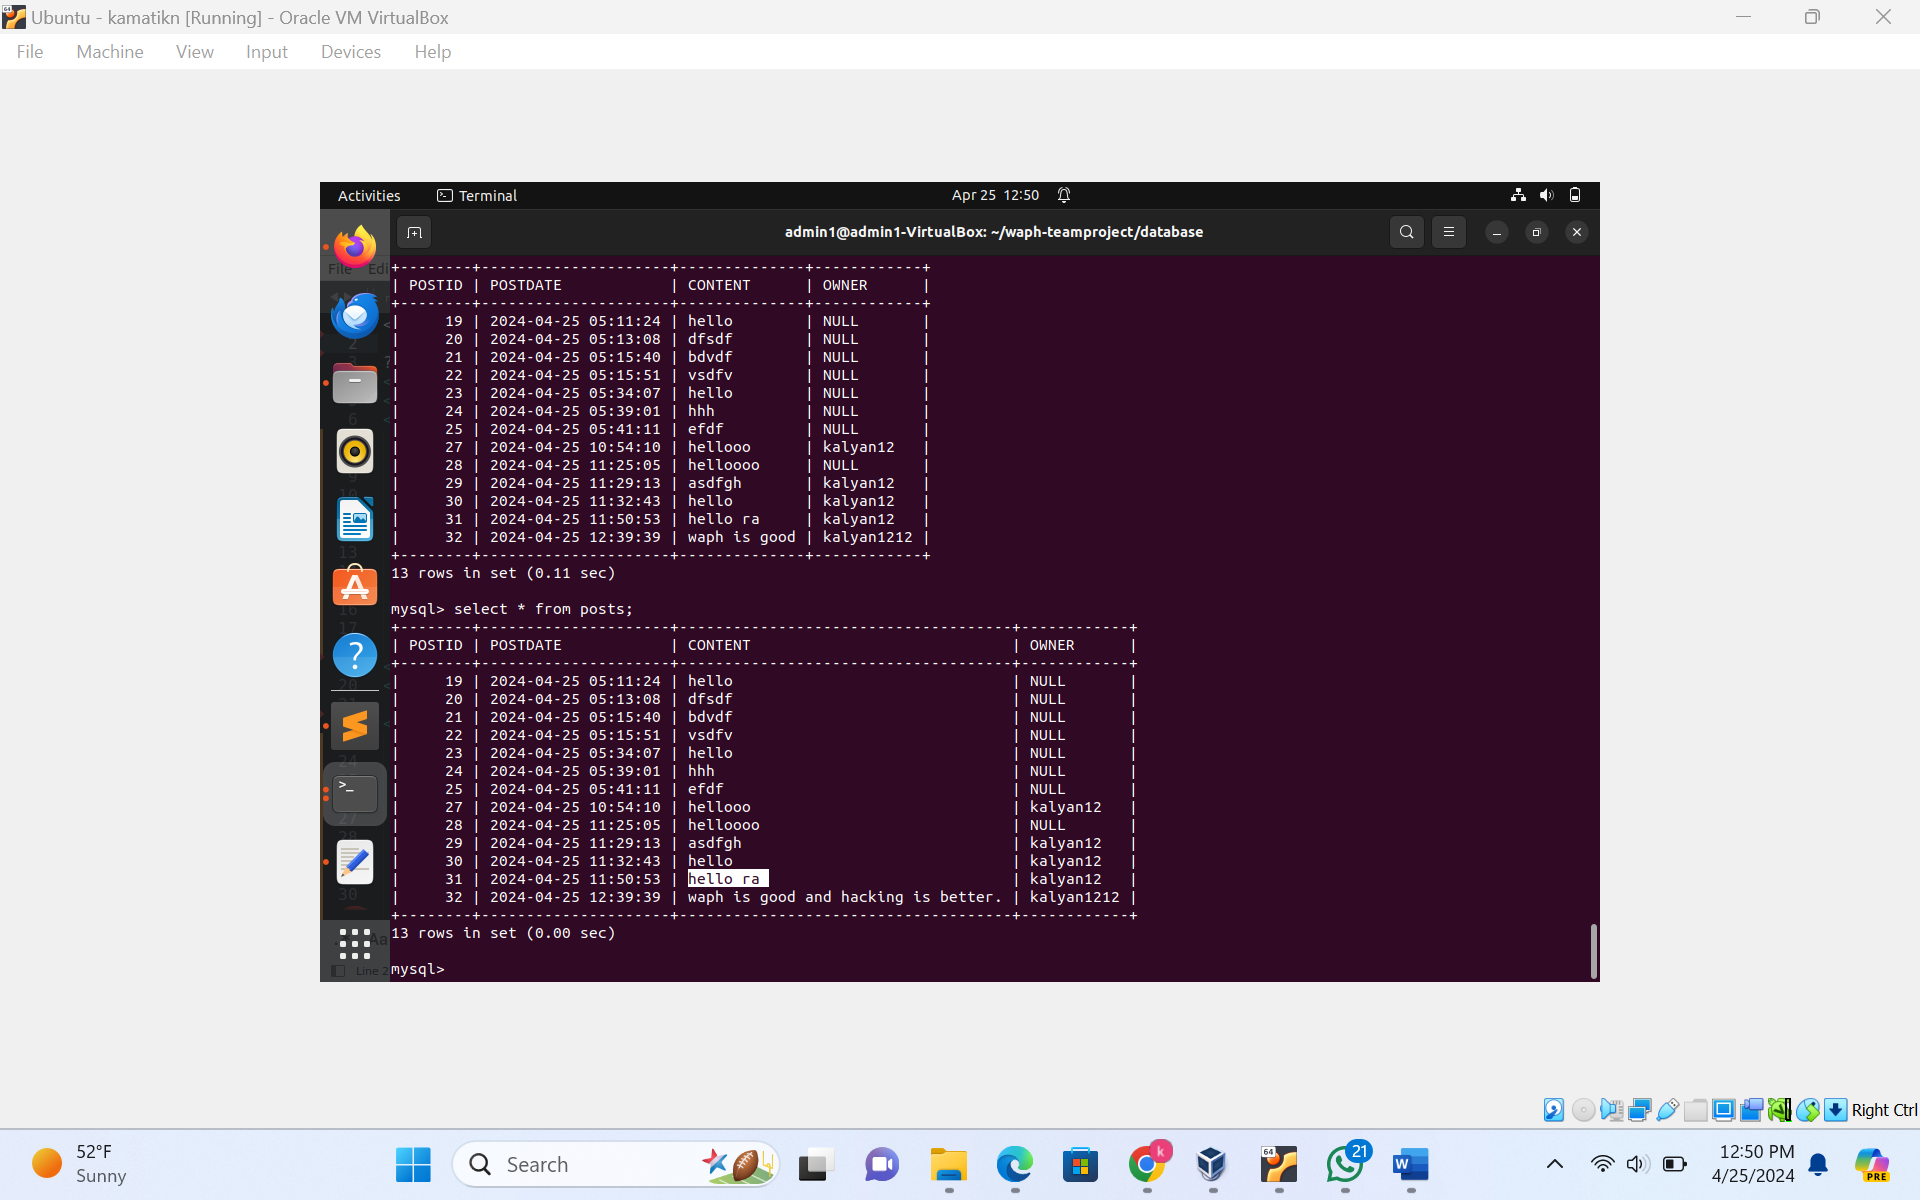 Ubuntu - kamatikn [Running] - Oracle VM VirtualBox
File Machine View Input Devices Help
Activities Terminal Apr 25 12:50
admin1@admin1-VirtualBox: ~/waph-teamproject/database
File Edi
+--------+---------------------+--------------+------------+
| POSTID | POSTDATE            | CONTENT      | OWNER      |
+--------+---------------------+--------------+------------+
|     19 | 2024-04-25 05:11:24 | hello        | NULL       |
|     20 | 2024-04-25 05:13:08 | dfsdf        | NULL       |
|     21 | 2024-04-25 05:15:40 | bdvdf        | NULL       |
|     22 | 2024-04-25 05:15:51 | vsdfv        | NULL       |
|     23 | 2024-04-25 05:34:07 | hello        | NULL       |
|     24 | 2024-04-25 05:39:01 | hhh          | NULL       |
|     25 | 2024-04-25 05:41:11 | efdf         | NULL       |
|     27 | 2024-04-25 10:54:10 | hellooo      | kalyan12   |
|     28 | 2024-04-25 11:25:05 | helloooo     | NULL       |
|     29 | 2024-04-25 11:29:13 | asdfgh       | kalyan12   |
|     30 | 2024-04-25 11:32:43 | hello        | kalyan12   |
|     31 | 2024-04-25 11:50:53 | hello ra     | kalyan12   |
|     32 | 2024-04-25 12:39:39 | waph is good | kalyan1212 |
+--------+---------------------+--------------+------------+
13 rows in set (0.11 sec)
mysql> select * from posts;
+--------+---------------------+-------------------------------------+------------+
| POSTID | POSTDATE            | CONTENT                             | OWNER      |
+--------+---------------------+-------------------------------------+------------+
|     19 | 2024-04-25 05:11:24 | hello                               | NULL       |
|     20 | 2024-04-25 05:13:08 | dfsdf                               | NULL       |
|     21 | 2024-04-25 05:15:40 | bdvdf                               | NULL       |
|     22 | 2024-04-25 05:15:51 | vsdfv                               | NULL       |
|     23 | 2024-04-25 05:34:07 | hello                               | NULL       |
|     24 | 2024-04-25 05:39:01 | hhh                                 | NULL       |
|     25 | 2024-04-25 05:41:11 | efdf                                | NULL       |
|     27 | 2024-04-25 10:54:10 | hellooo                             | kalyan12   |
|     28 | 2024-04-25 11:25:05 | helloooo                            | NULL       |
|     29 | 2024-04-25 11:29:13 | asdfgh                              | kalyan12   |
|     30 | 2024-04-25 11:32:43 | hello                               | kalyan12   |
|     31 | 2024-04-25 11:50:53 | hello ra                            | kalyan12   |
|     32 | 2024-04-25 12:39:39 | waph is good and hacking is better. | kalyan1212 |
+--------+---------------------+-------------------------------------+------------+
13 rows in set (0.00 sec)
mysql>
Line 2
Right Ctrl
52°F
Sunny
Search
k
64
21
W
12:50 PM
4/25/2024
PRE